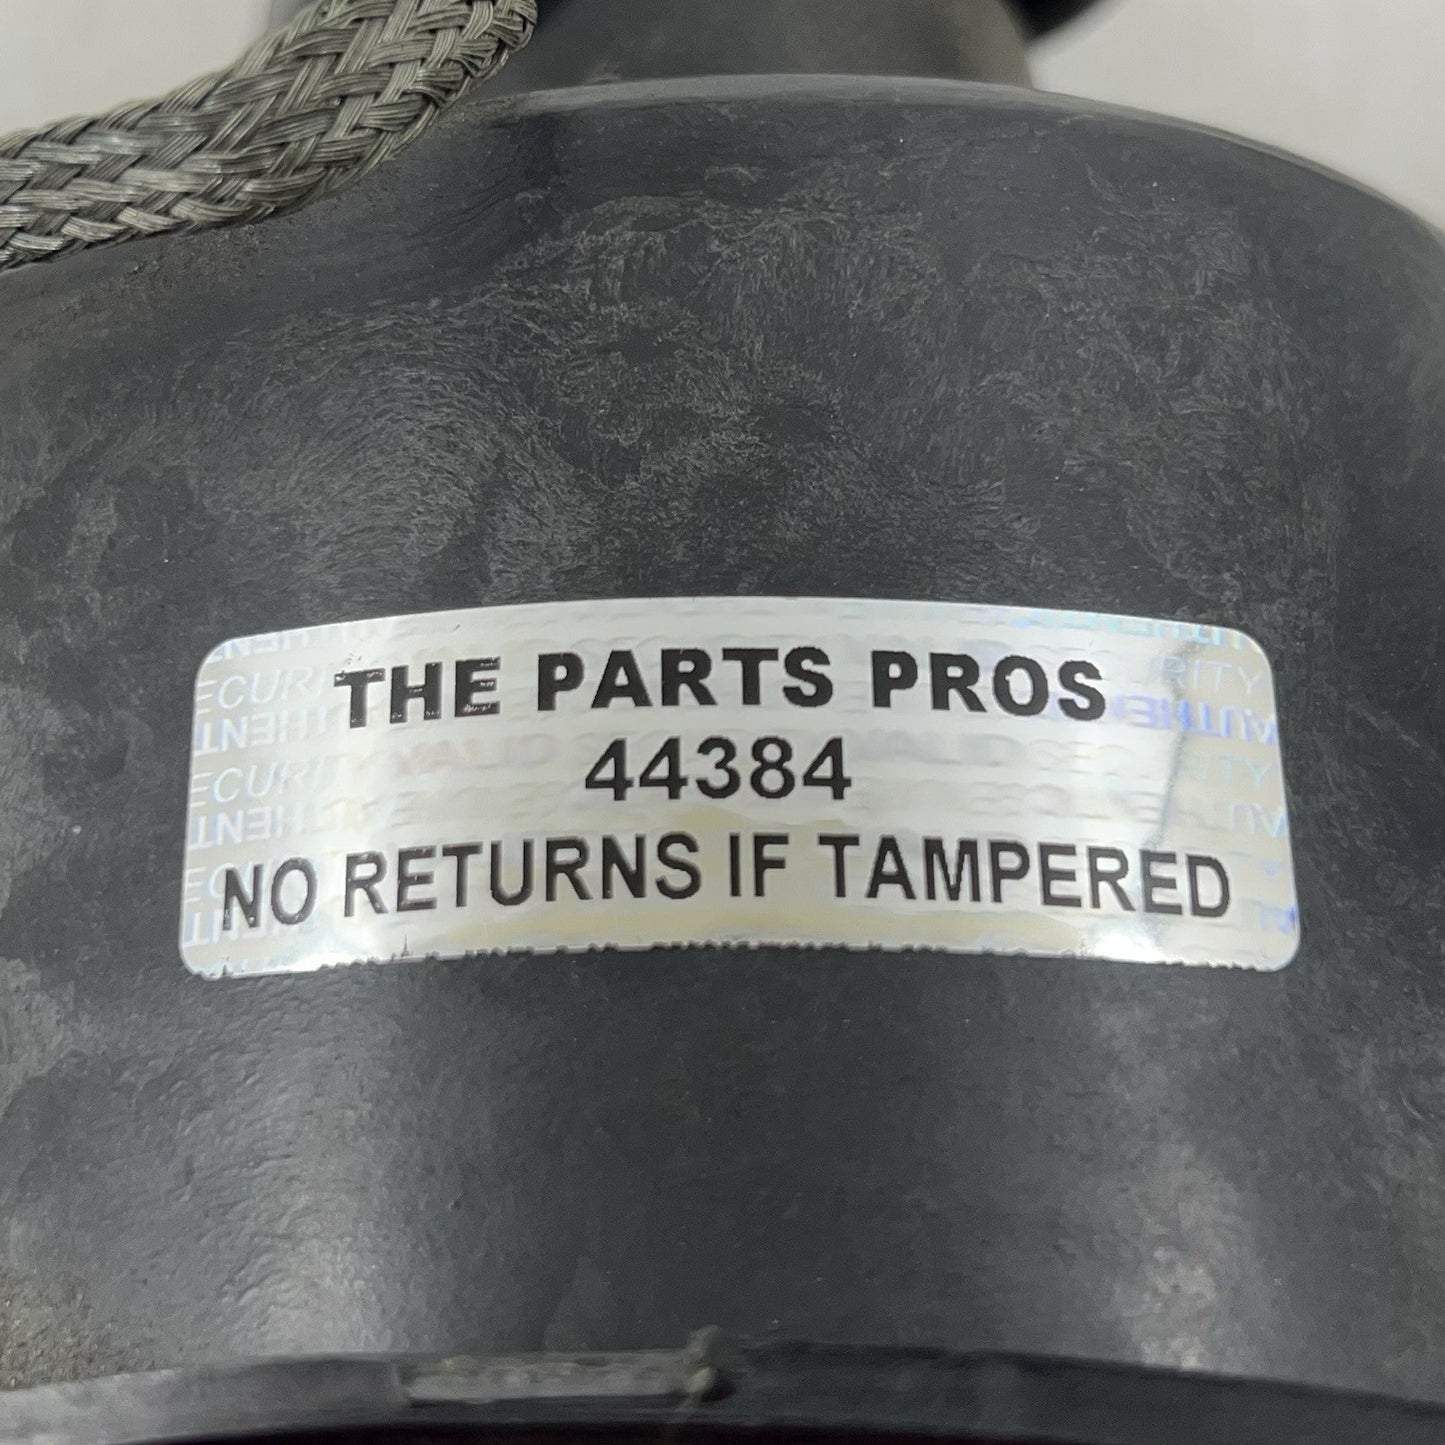 THE PARTS PROS
44384
NO RETURNS IF TAMPERED